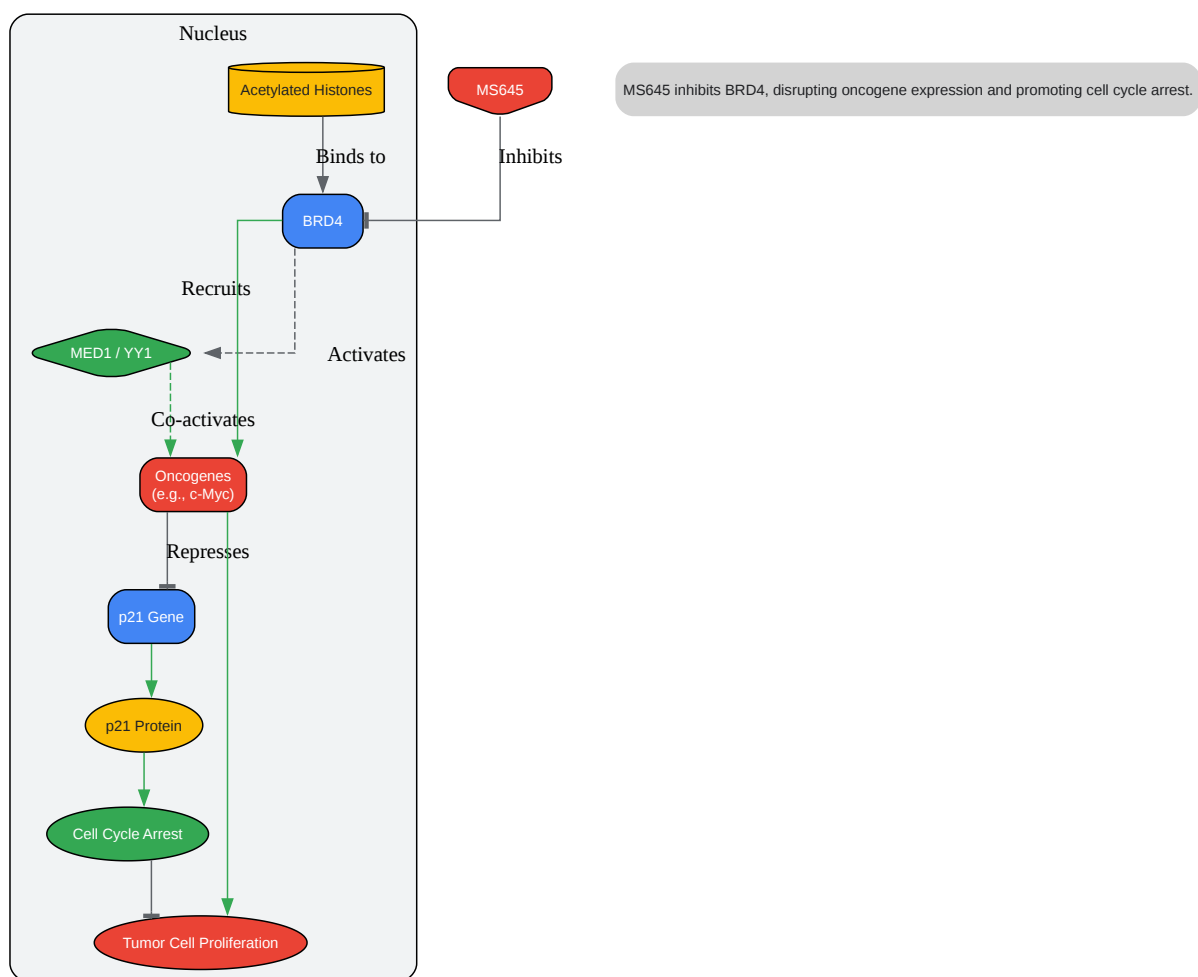 Nucleus
Acetylated Histones
MS645
MS645 inhibits BRD4, disrupting oncogene expression and promoting cell cycle arrest.
Binds to
Inhibits
BRD4
Recruits
MED1 / YY1
Activates
Co-activates
Oncogenes
(e.g., c-Myc)
Represses
p21 Gene
p21 Protein
Cell Cycle Arrest
Tumor Cell Proliferation